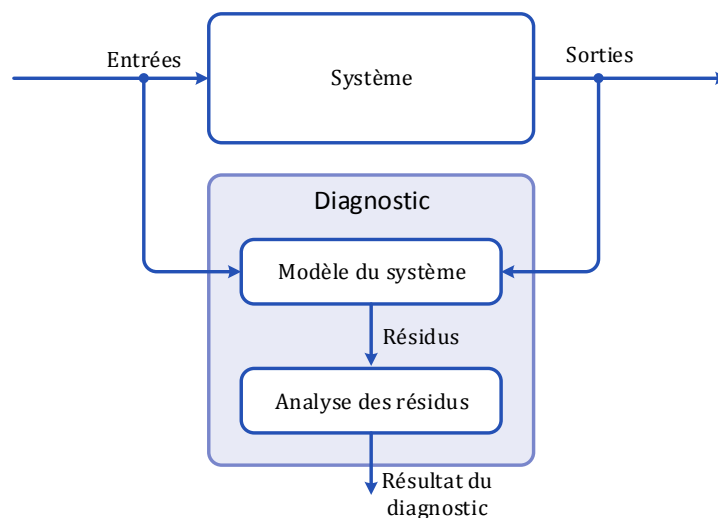 Entrées
Système
Sorties
Diagnostic
Modèle du système
Résidus
Analyse des résidus
Résultat du
diagnostic